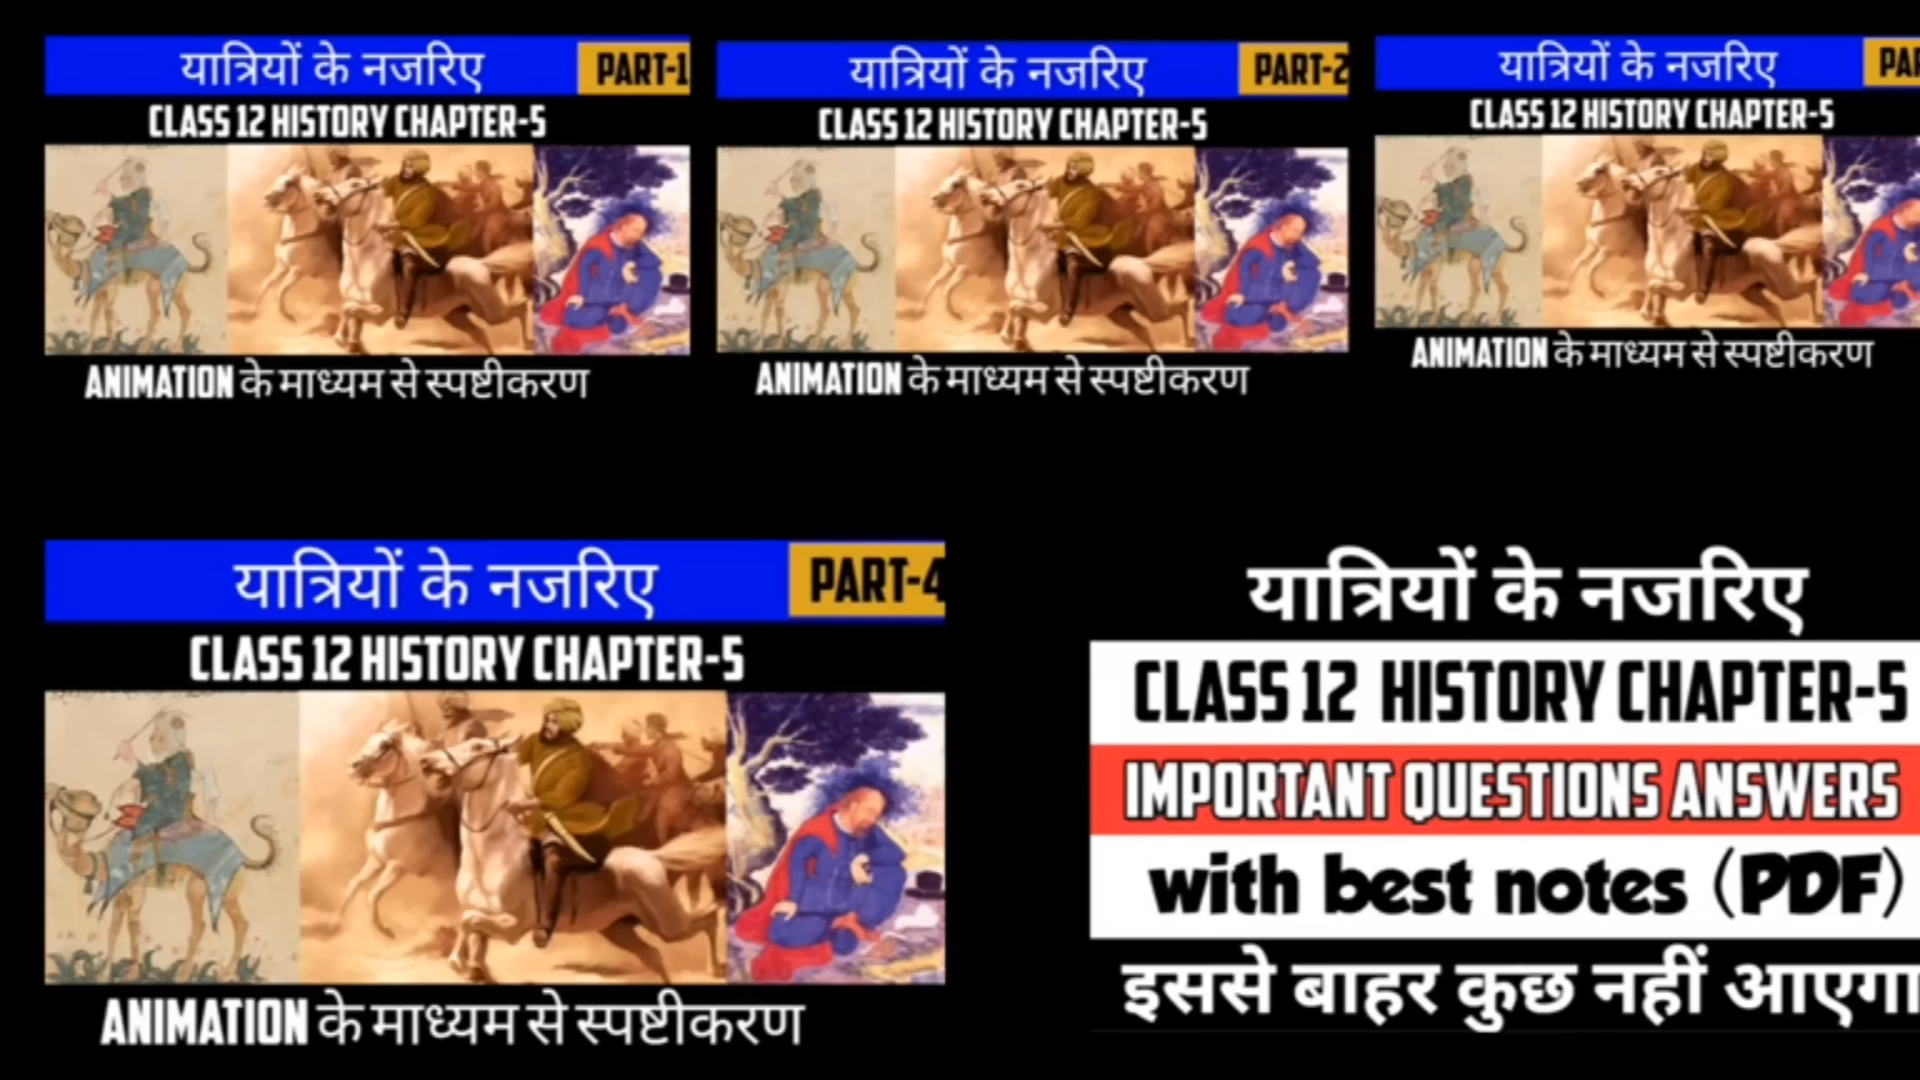 यात्रियों के नजरिए PART-1
CLASS 12 HISTORY CHAPTER-5
ANIMATION के माध्यम से स्पष्टीकरण
यात्रियों के नजरिए PART-2
CLASS 12 HISTORY CHAPTER-5
ANIMATION के माध्यम से स्पष्टीकरण
यात्रियों के नजरिए
CLASS 12 HISTORY CHAPTER-5
ANIMATION के माध्यम से स्पष्टीकरण
यात्रियों के नजरिए PART-4
CLASS 12 HISTORY CHAPTER-5
ANIMATION के माध्यम से स्पष्टीकरण
यात्रियों के नजरिए
CLASS 12 HISTORY CHAPTER-5
IMPORTANT QUESTIONS ANSWERS
with best notes (PDF)
इससे बाहर कुछ नहीं आएगा